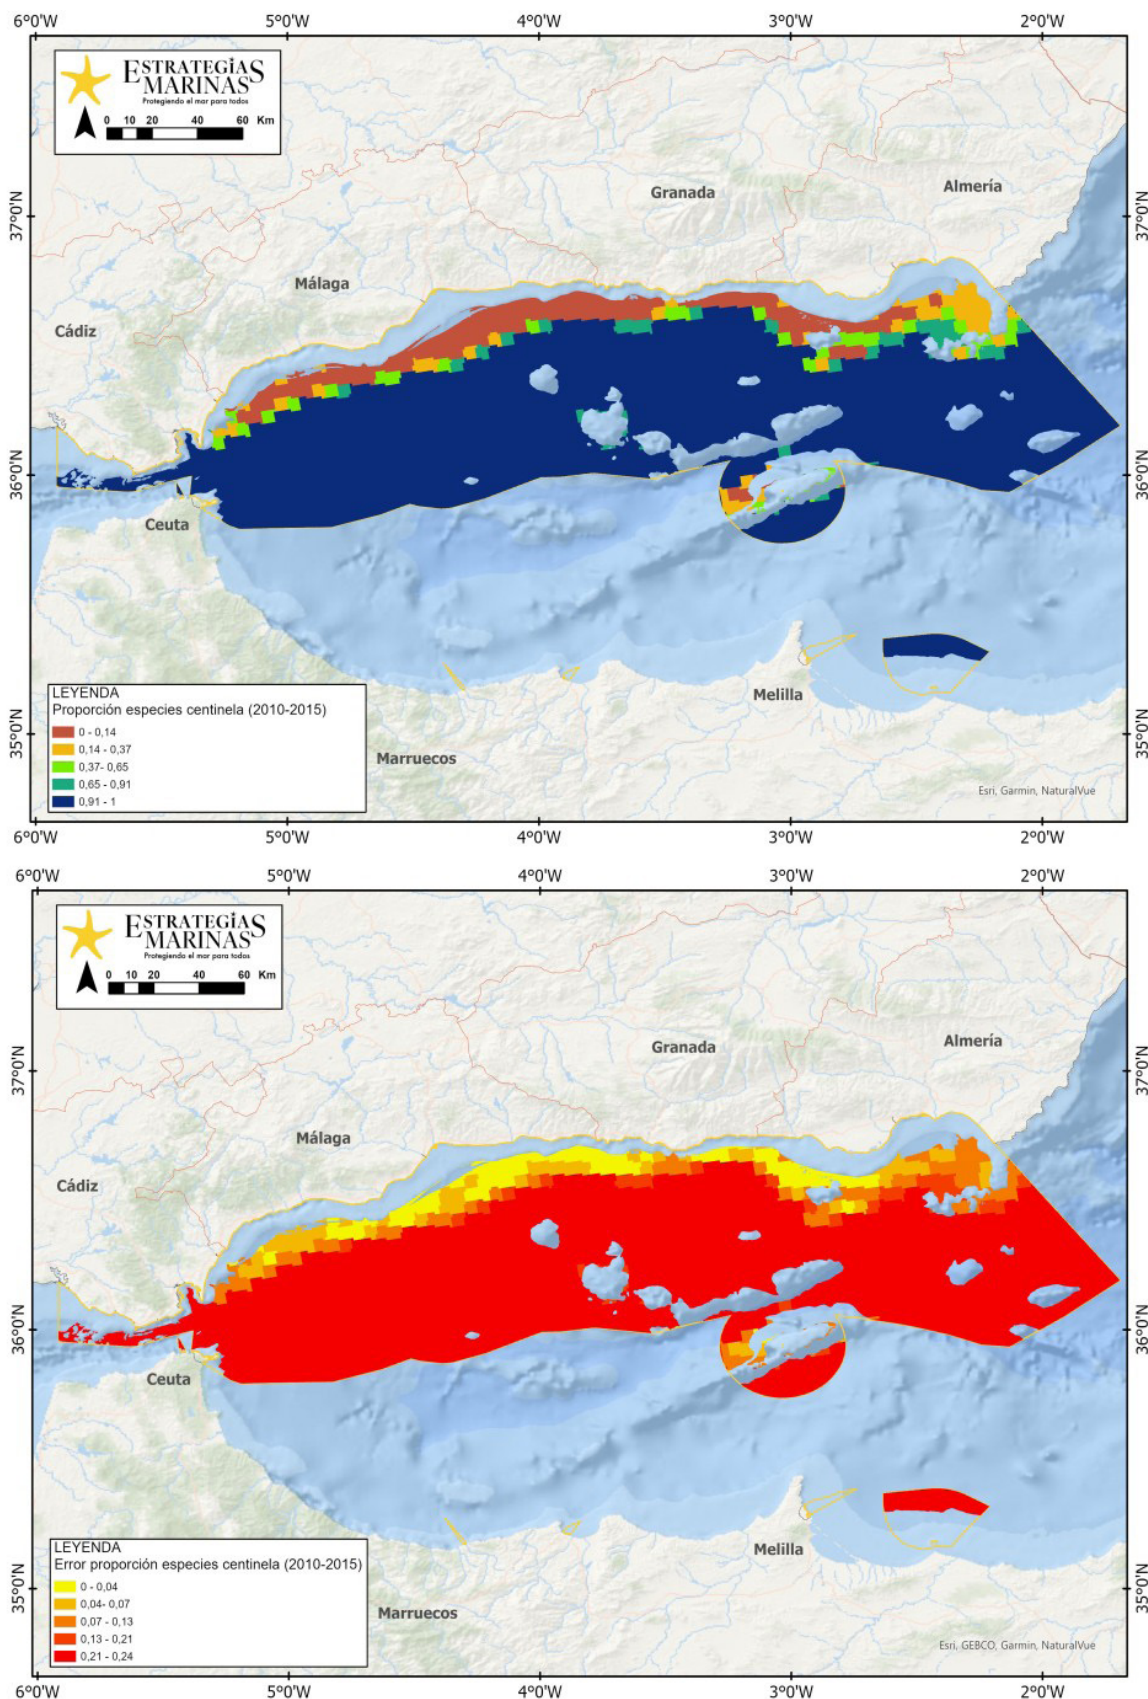 6°0'W 5°0'W 4°0'W 3°0'W 2°0'W
ESTRATEGIAS
MARINAS
Protegiendo el mar para todos
0 10 20 40 60 Km
Granada
Almería
37°0'N 37°0'N
Málaga
Cádiz
36°0'N 36°0'N
Ceuta
Melilla
LEYENDA
Proporción especies centinela (2010-2015)
0 - 0,14
0,14 - 0,37
0,37- 0,65
0,65 - 0,91
0,91 - 1
35°0'N 35°0'N
Marruecos
Esri, Garmin, NaturalVue
6°0'W 5°0'W 4°0'W 3°0'W 2°0'W
6°0'W 5°0'W 4°0'W 3°0'W 2°0'W
ESTRATEGIAS
MARINAS
Protegiendo el mar para todos
0 10 20 40 60 Km
Granada
Almería
37°0'N 37°0'N
Málaga
Cádiz
36°0'N 36°0'N
Ceuta
Melilla
LEYENDA
Error proporción especies centinela (2010-2015)
0 - 0,04
0,04- 0,07
0,07 - 0,13
0,13 - 0,21
0,21 - 0,24
35°0'N 35°0'N
Marruecos
Esri, GEBCO, Garmin, NaturalVue
6°0'W 5°0'W 4°0'W 3°0'W 2°0'W